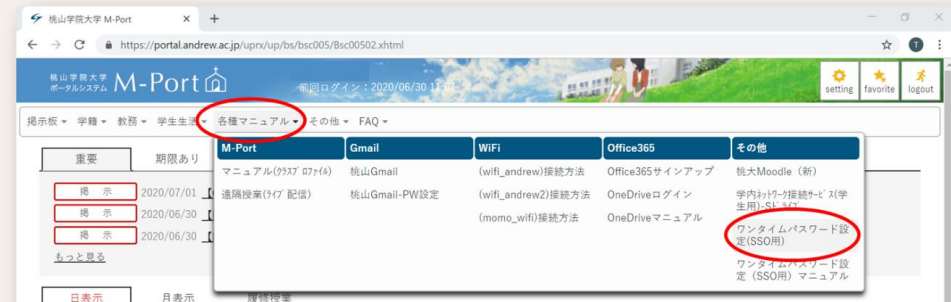 桃山学院大学 M-Port
https://portal.andrew.ac.jp/uprx/up/bs/bsc005/Bsc00502.xhtml
T
桃山学院大学
ポータルシステム M-Port
前回ログイン：2020/06/30
setting favorite logout
掲示板 学籍 教務 学生生活 各種マニュアル その他 FAQ
M-Port Gmail WiFi Office365 その他
マニュアル(ｸﾗｽﾌﾟﾛﾌｧｲﾙ) 桃山Gmail (wifi_andrew)接続方法 Office365サインアップ 桃大Moodle（新）
遠隔授業(ﾗｲﾌﾞ配信) 桃山Gmail-PW設定 (wifi_andrew2)接続方法 OneDriveログイン 学内ﾈｯﾄﾜｰｸ接続ｻｰﾋﾞｽ(学
生用)-Sﾄﾞﾗｲﾌﾞ
(momo_wifi)接続方法 OneDriveマニュアル
ワンタイムパスワード設
定(SSO用)
ワンタイムパスワード設
定（SSO用）マニュアル
重要 期限あり
掲 示 2020/07/01
掲 示 2020/06/30
掲 示 2020/06/30
もっと見る
日表示 月表示 履修授業